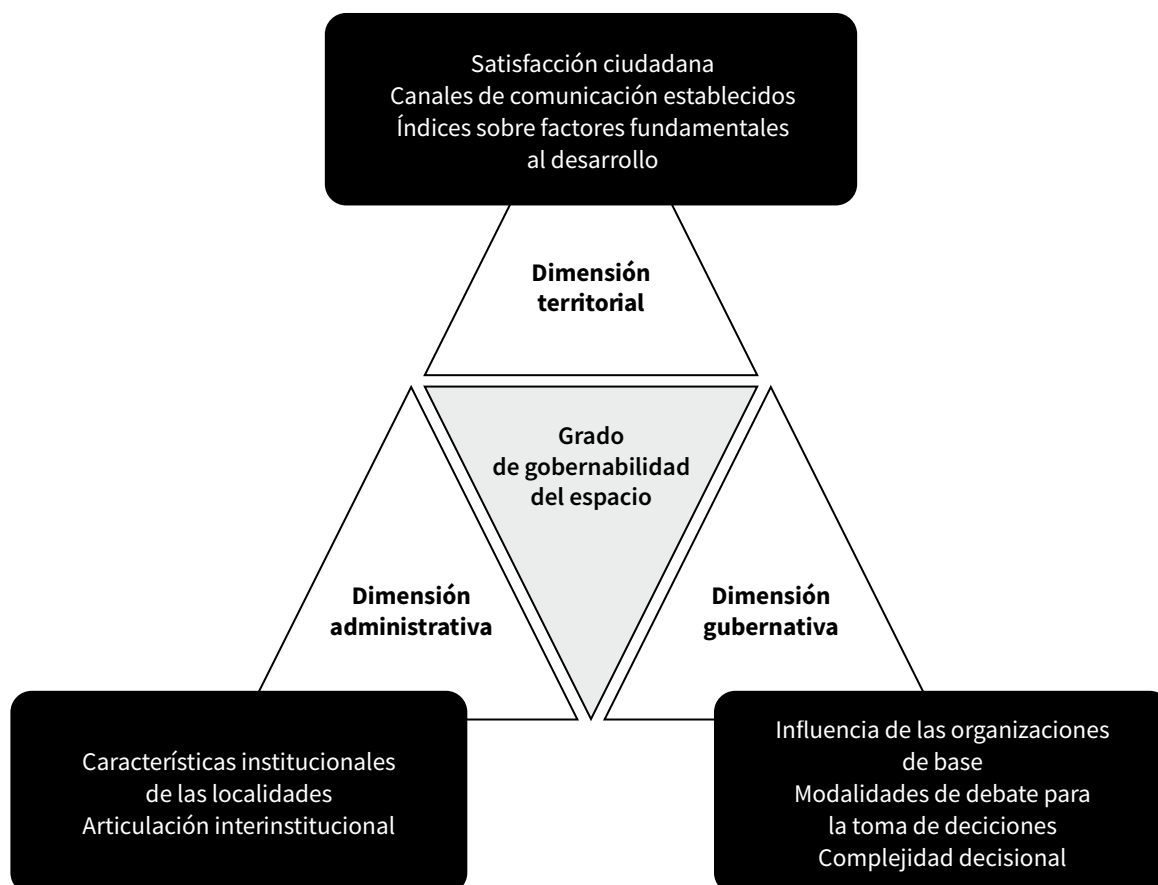 Satisfacción ciudadana
Canales de comunicación establecidos
Índices sobre factores fundamentales
al desarrollo
Dimensión
territorial
Grado
de gobernabilidad
del espacio
Dimensión
administrativa
Dimensión
gubernativa
Características institucionales
de las localidades
Articulación interinstitucional
Influencia de las organizaciones
de base
Modalidades de debate para
la toma de deciciones
Complejidad decisional